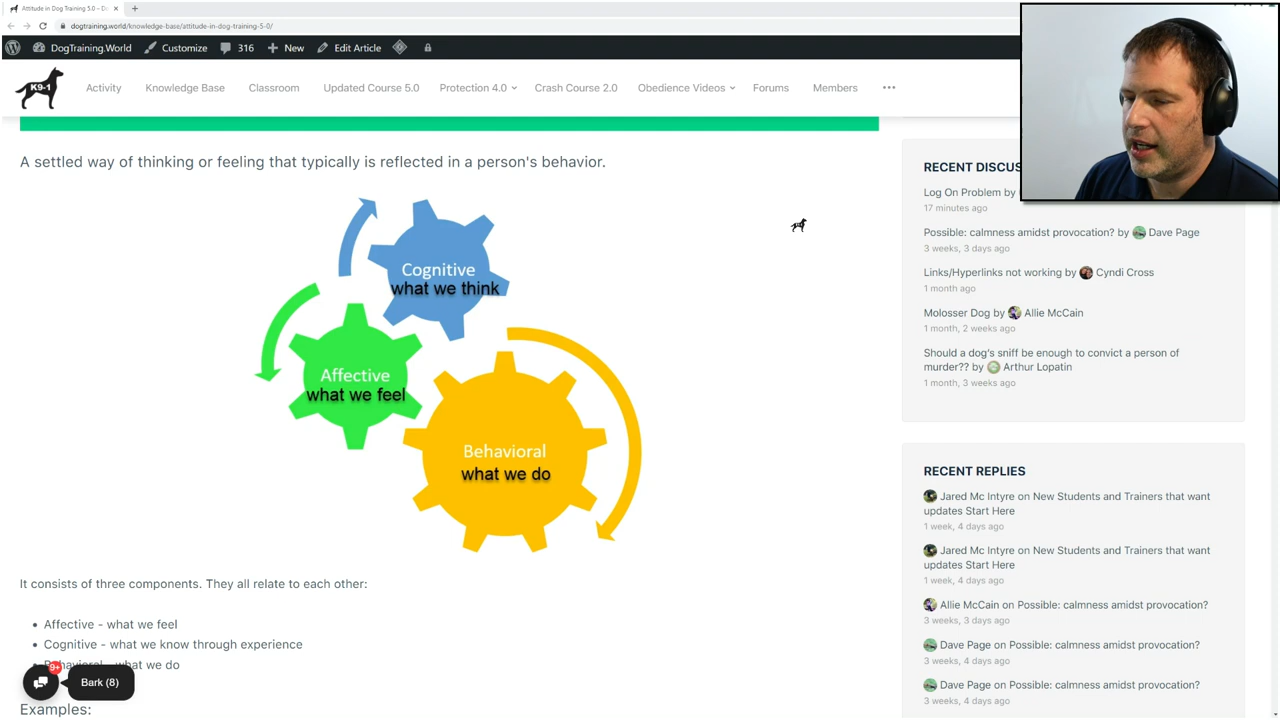 Attitude in Dog Training 5.0 – D
dogtraining.world/knowledge-base/attitude-in-dog-training-5-0/
DogTraining.World
Customize
316
New
Edit Article
K9-1
Activity
Knowledge Base
Classroom
Updated Course 5.0
Protection 4.0
Crash Course 2.0
Obedience Videos
Forums
Members
A settled way of thinking or feeling that typically is reflected in a person's behavior.
Cognitive
what we think
Affective
what we feel
Behavioral
what we do
It consists of three components. They all relate to each other:
Affective - what we feel
Cognitive - what we know through experience
Behavioral - what we do
9+
Bark (8)
Examples:
RECENT DISCU
Log On Problem by
17 minutes ago
Possible: calmness amidst provocation? by Dave Page
3 weeks, 3 days ago
Links/Hyperlinks not working by Cyndi Cross
1 month ago
Molosser Dog by Allie McCain
1 month, 2 weeks ago
Should a dog's sniff be enough to convict a person of
murder?? by Arthur Lopatin
1 month, 3 weeks ago
RECENT REPLIES
Jared Mc Intyre on New Students and Trainers that want
updates Start Here
1 week, 4 days ago
Jared Mc Intyre on New Students and Trainers that want
updates Start Here
1 week, 4 days ago
Allie McCain on Possible: calmness amidst provocation?
3 weeks, 3 days ago
Dave Page on Possible: calmness amidst provocation?
3 weeks, 4 days ago
Dave Page on Possible: calmness amidst provocation?
3 weeks, 4 days ago